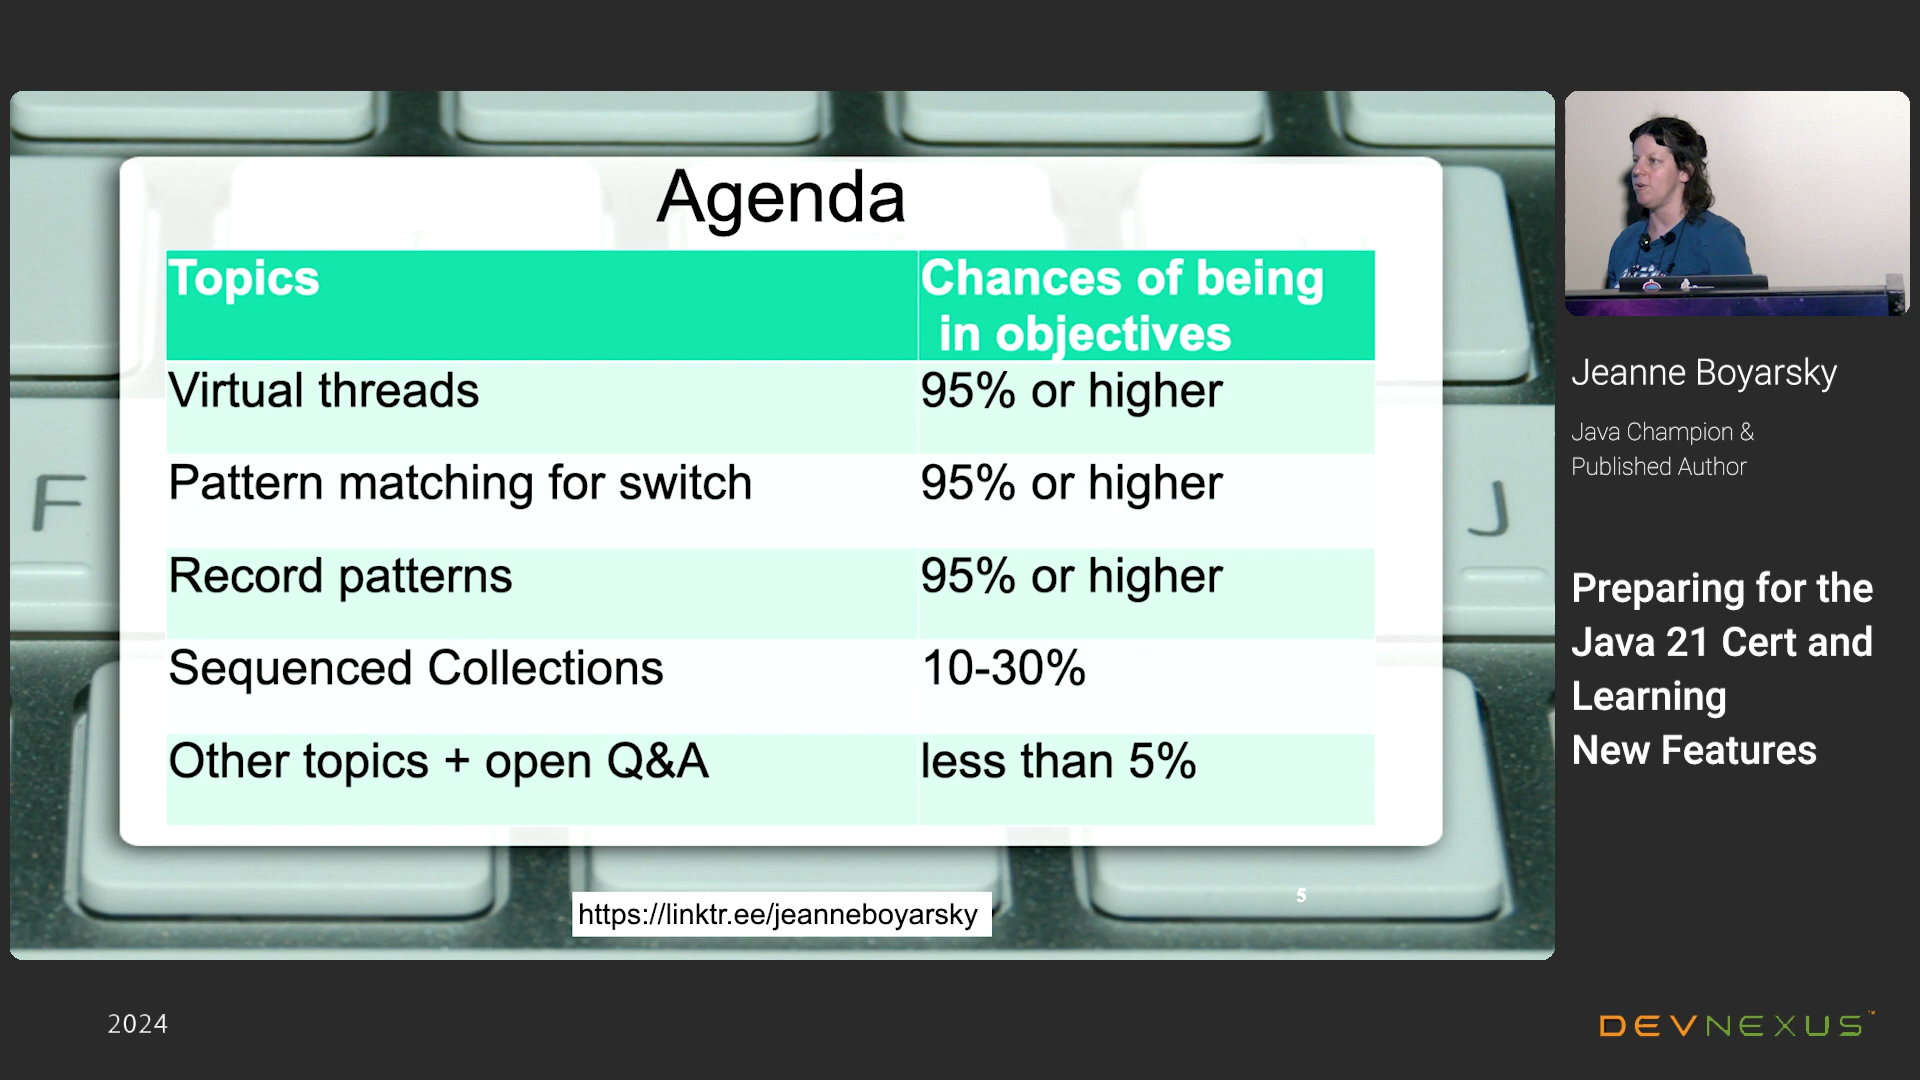 Agenda
Topics
Chances of being
in objectives
Virtual threads
95% or higher
Pattern matching for switch
95% or higher
Record patterns
95% or higher
Sequenced Collections
10-30%
Other topics + open Q&A
less than 5%
F
J
5
https://linktr.ee/jeanneboyarsky
Jeanne Boyarsky
Java Champion &
Published Author
Preparing for the
Java 21 Cert and
Learning
New Features
2024
DEVNEXUS™